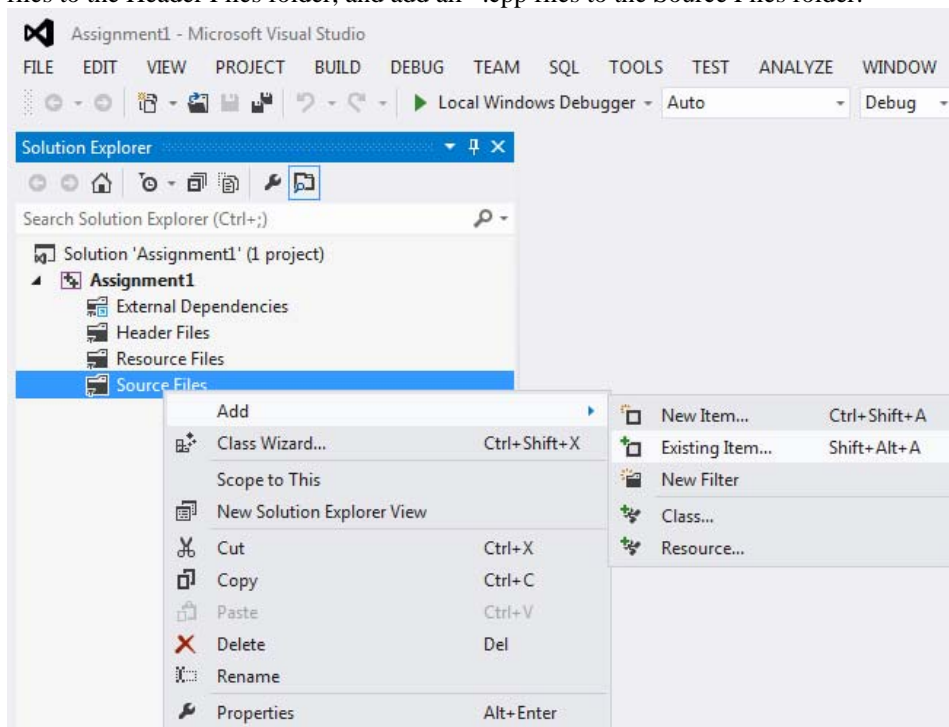 files to the Header Files folder, and add all *.cpp files to the Source Files folder.
Assignment1 - Microsoft Visual Studio
FILE EDIT VIEW PROJECT BUILD DEBUG TEAM SQL TOOLS TEST ANALYZE WINDOW
Local Windows Debugger Auto Debug
Solution Explorer
Search Solution Explorer (Ctrl+;)
Solution 'Assignment1' (1 project)
Assignment1
External Dependencies
Header Files
Resource Files
Source Files
Add
New Item... Ctrl+Shift+A
Class Wizard... Ctrl+Shift+X
Existing Item... Shift+Alt+A
Scope to This
New Filter
New Solution Explorer View
Class...
Cut Ctrl+X
Resource...
Copy Ctrl+C
Paste Ctrl+V
Delete Del
Rename
Properties Alt+Enter